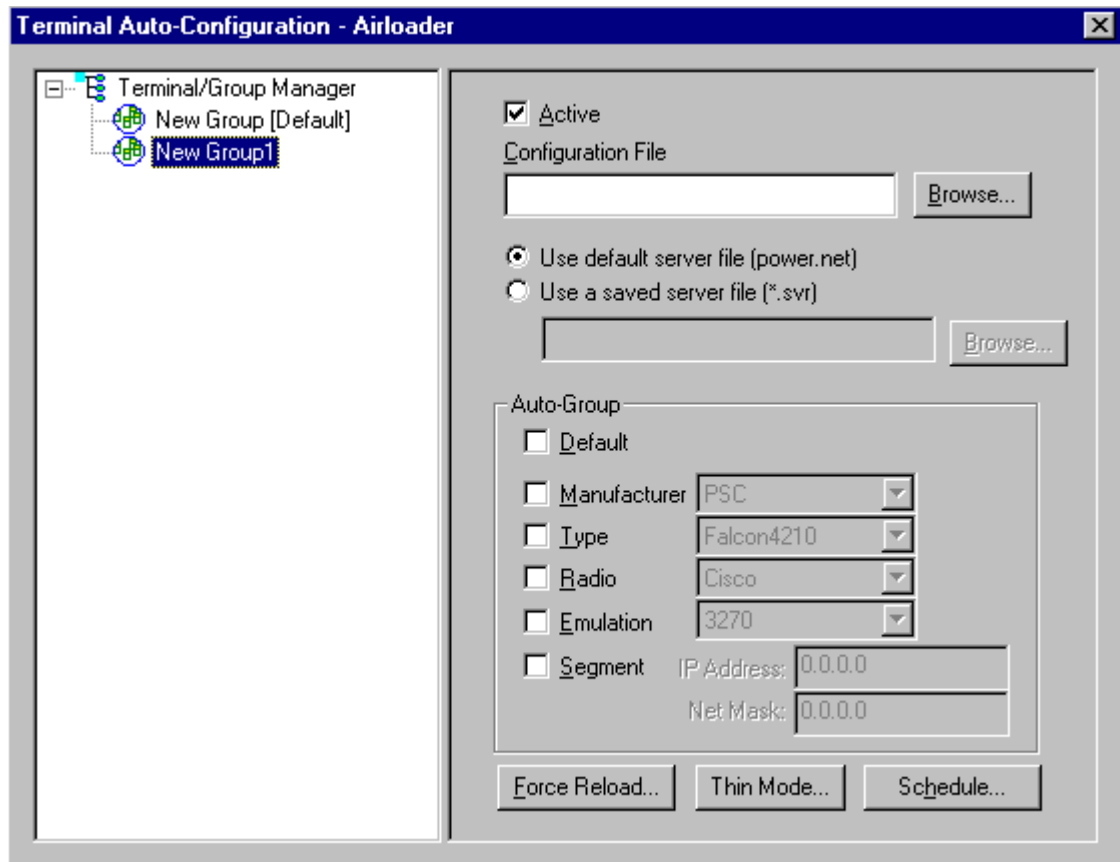 Terminal Auto-Configuration - Airloader
Terminal/Group Manager
New Group [Default]
New Group1
Active
Configuration File
Browse...
Use default server file (power.net)
Use a saved server file (*.svr)
Browse...
Auto-Group
Default
Manufacturer PSC
Type Falcon4210
Radio Cisco
Emulation 3270
Segment IP Address: 0.0.0.0
Net Mask: 0.0.0.0
Force Reload... Thin Mode... Schedule...